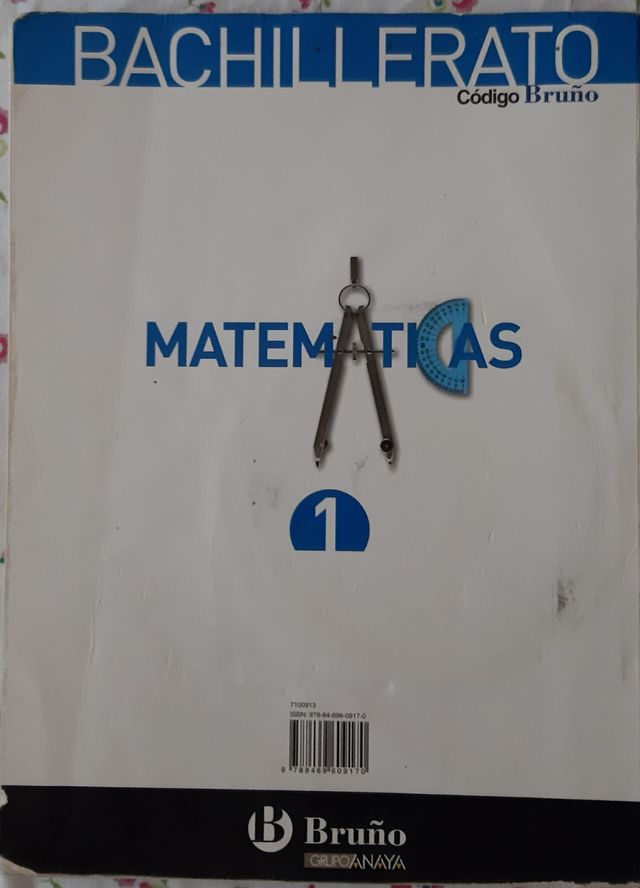 BACHILLERATO
Código Bruño
MATEMATICAS
1
7100913
ISBN: 978-84-696-0917-0
9 788469 609170
B Bruño
GRUPO ANAYA